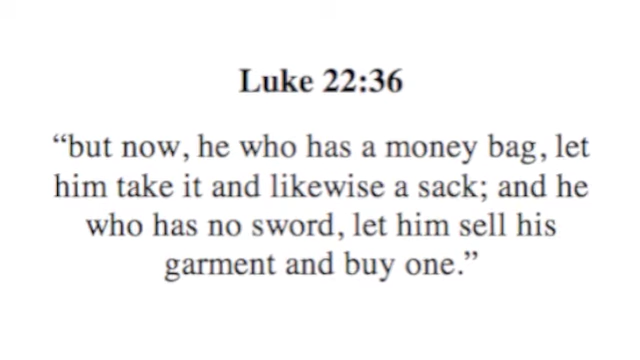 Luke 22:36
“but now, he who has a money bag, let
him take it and likewise a sack; and he
who has no sword, let him sell his
garment and buy one.”